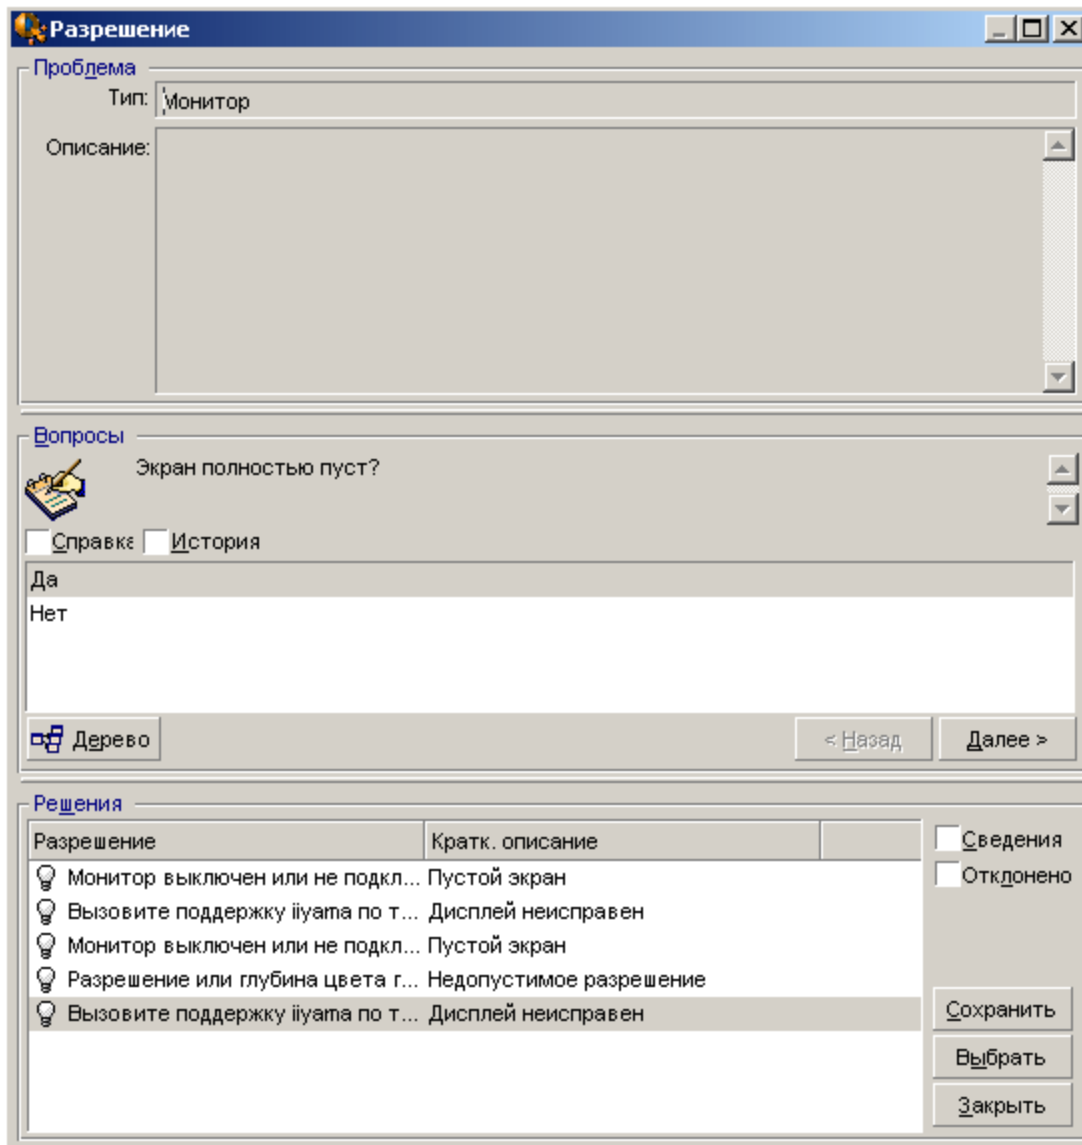 Разрешение
Проблема
Тип: Монитор
Описание:
Вопросы
Экран полностью пуст?
Справка История
Да
Нет
Дерево < Назад Далее >
Решения
Разрешение Кратк. описание
Сведения
Монитор выключен или не подкл... Пустой экран
Отклонено
Вызовите поддержку iiyama по т... Дисплей неисправен
Монитор выключен или не подкл... Пустой экран
Разрешение или глубина цвета г... Недопустимое разрешение
Вызовите поддержку iiyama по т... Дисплей неисправен
Сохранить
Выбрать
Закрыть